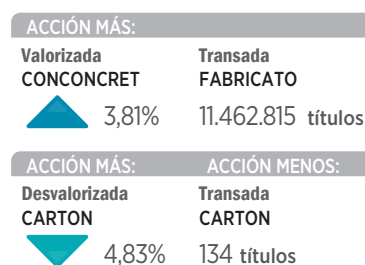 ACCIÓN MÁS:
Valorizada Transada
CONCONCRET FABRICATO
3,81% 11.462.815 títulos
ACCIÓN MÁS: ACCIÓN MENOS:
Desvalorizada Transada
CARTON CARTON
4,83% 134 títulos